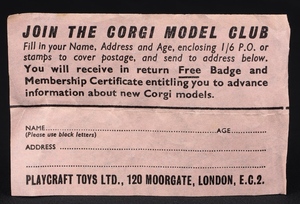 JOIN THE CORGI MODEL CLUB
Fill in your Name, Address and Age, enclosing 1/6 P.O. or
stamps to cover postage, and send to address below.
You will receive in return Free Badge and
Membership Certificate entitling you to advance
information about new Corgi models.
NAME AGE
(Please use black letters)
ADDRESS
PLAYCRAFT TOYS LTD., 120 MOORGATE, LONDON, E.C.2.